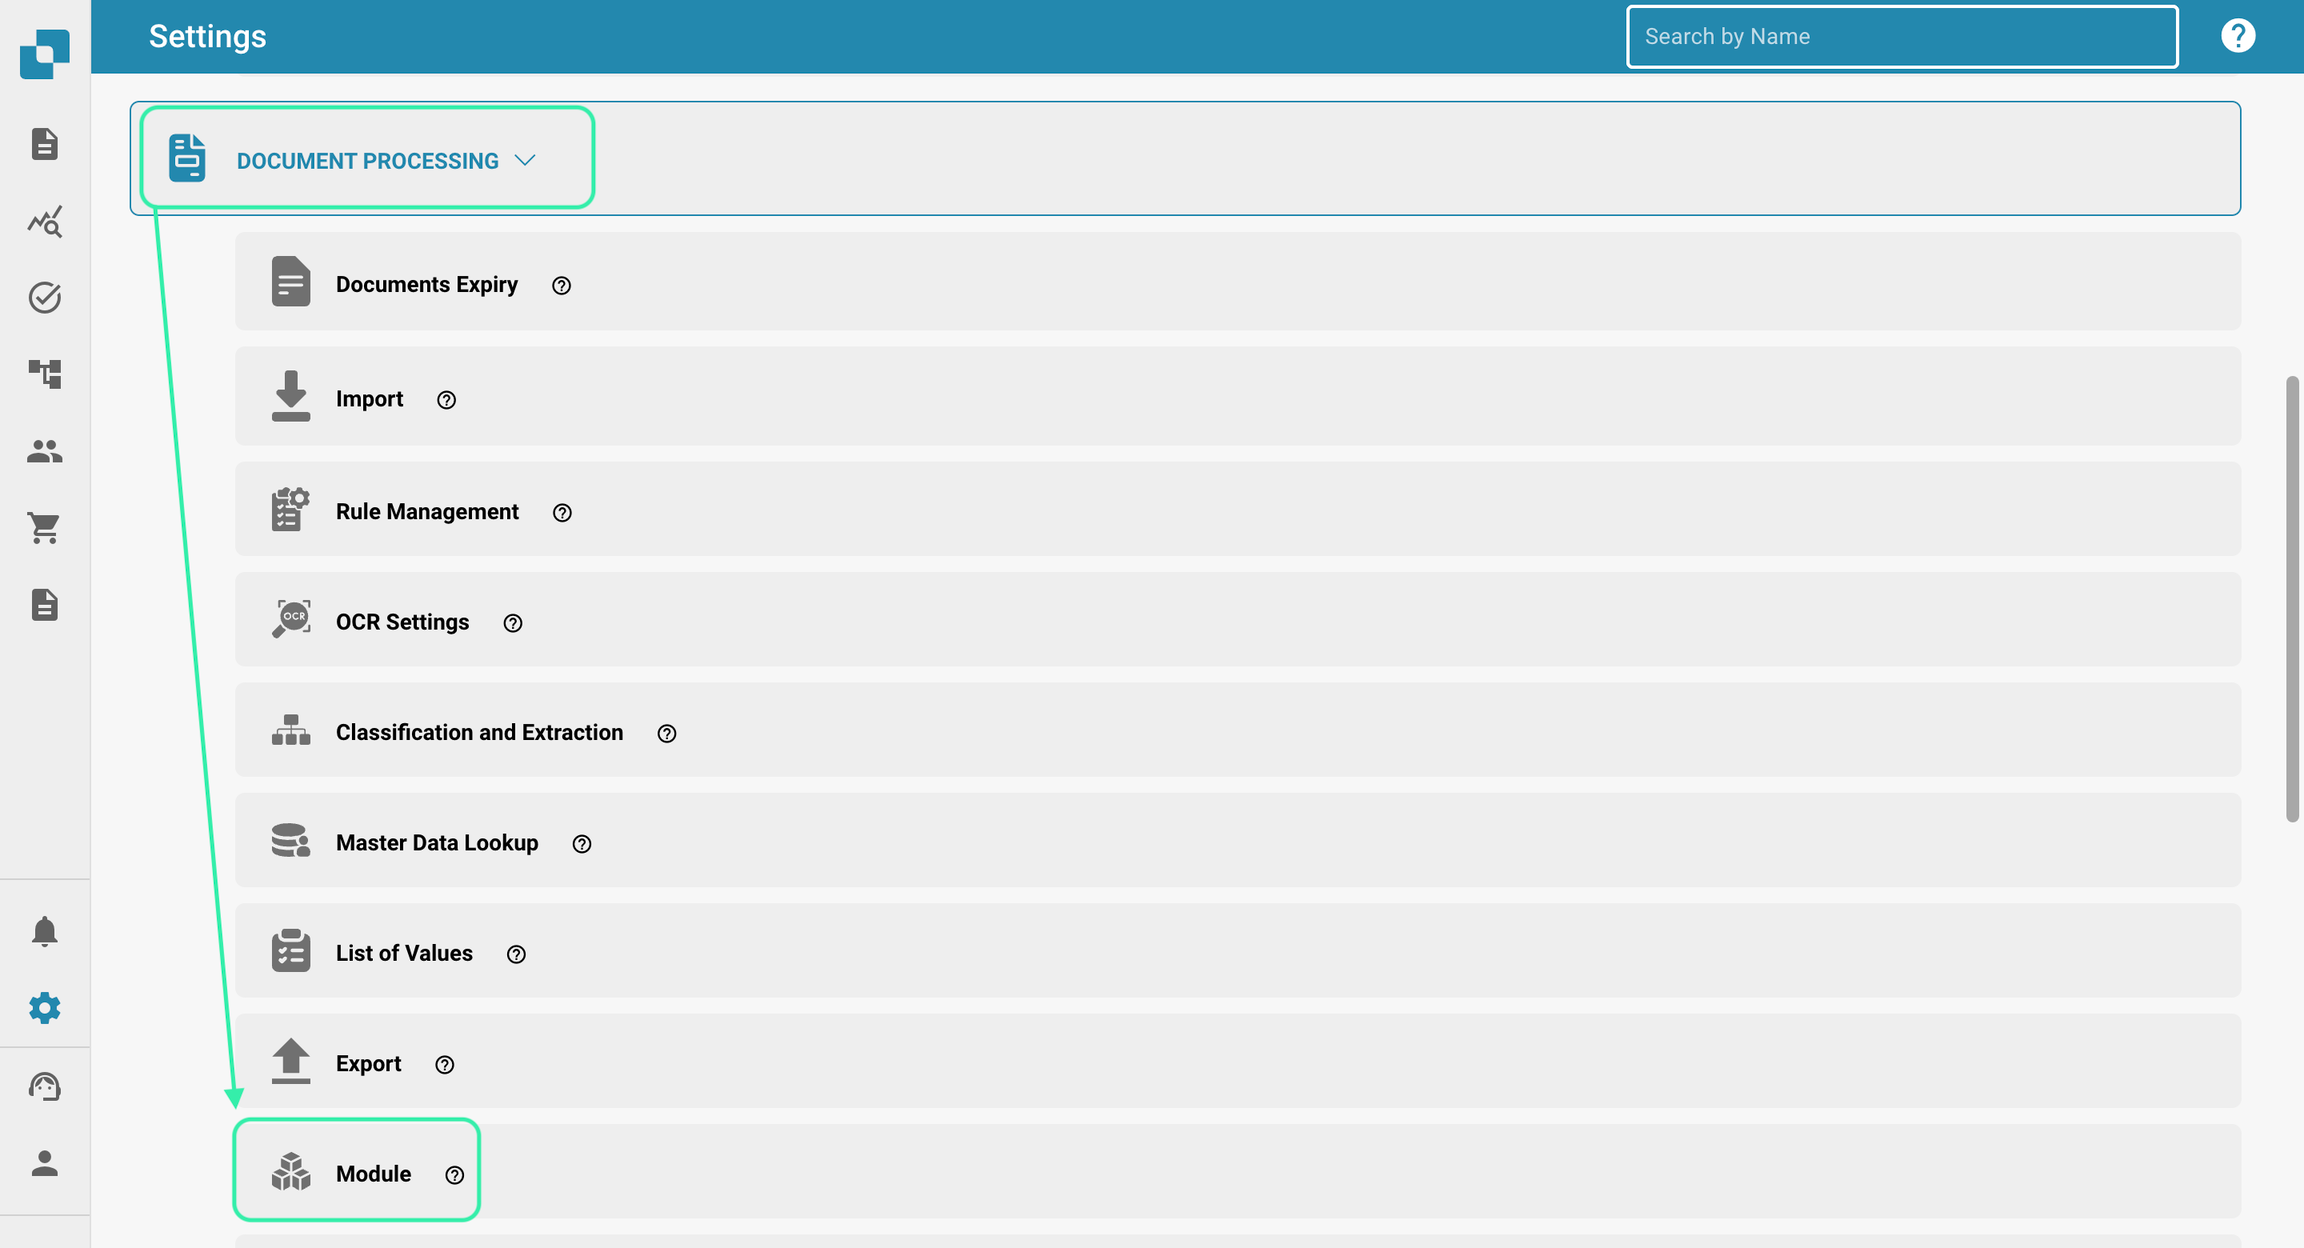 Settings
Search by Name
?
DOCUMENT PROCESSING
Documents Expiry ?
Import ?
Rule Management ?
OCR
OCR Settings ?
Classification and Extraction ?
Master Data Lookup ?
List of Values ?
Export ?
Module ?